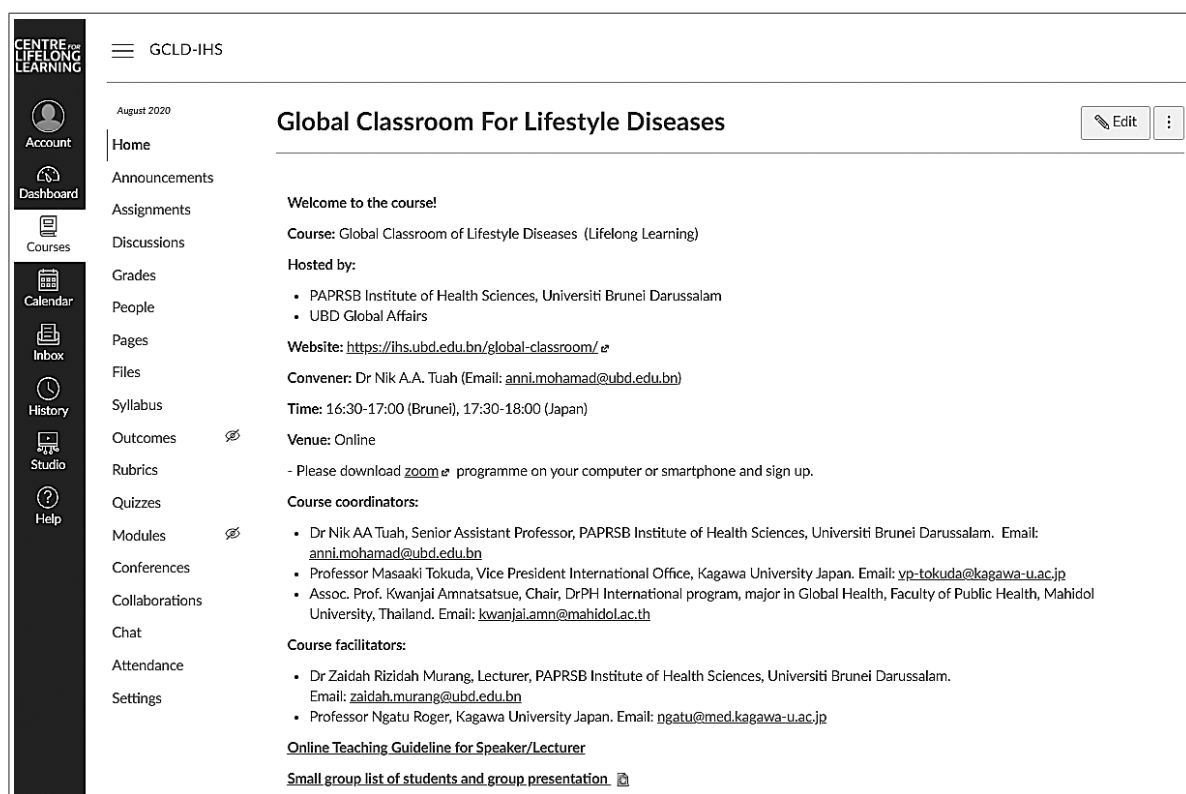 CENTRE FOR
LIFELONG
LEARNING
Account
Dashboard
Courses
Calendar
Inbox
History
Studio
Help
GCLD-IHS
August 2020
Home
Announcements
Assignments
Discussions
Grades
People
Pages
Files
Syllabus
Outcomes
Rubrics
Quizzes
Modules
Conferences
Collaborations
Chat
Attendance
Settings
Global Classroom For Lifestyle Diseases
Edit
Welcome to the course!
Course: Global Classroom of Lifestyle Diseases (Lifelong Learning)
Hosted by:
• PAPRSB Institute of Health Sciences, Universiti Brunei Darussalam
• UBD Global Affairs
Website: https://ihs.ubd.edu.bn/global-classroom/
Convener: Dr Nik A.A. Tuah (Email: anni.mohamad@ubd.edu.bn)
Time: 16:30-17:00 (Brunei), 17:30-18:00 (Japan)
Venue: Online
- Please download zoom programme on your computer or smartphone and sign up.
Course coordinators:
• Dr Nik AA Tuah, Senior Assistant Professor, PAPRSB Institute of Health Sciences, Universiti Brunei Darussalam. Email:
anni.mohamad@ubd.edu.bn
• Professor Masaaki Tokuda, Vice President International Office, Kagawa University Japan. Email: vp-tokuda@kagawa-u.ac.jp
• Assoc. Prof. Kwanjai Amnatsatsue, Chair, DrPH International program, major in Global Health, Faculty of Public Health, Mahidol
University, Thailand. Email: kwanjai.amn@mahidol.ac.th
Course facilitators:
• Dr Zaidah Rizidah Murang, Lecturer, PAPRSB Institute of Health Sciences, Universiti Brunei Darussalam.
Email: zaidah.murang@ubd.edu.bn
• Professor Ngatu Roger, Kagawa University Japan. Email: ngatu@med.kagawa-u.ac.jp
Online Teaching Guideline for Speaker/Lecturer
Small group list of students and group presentation